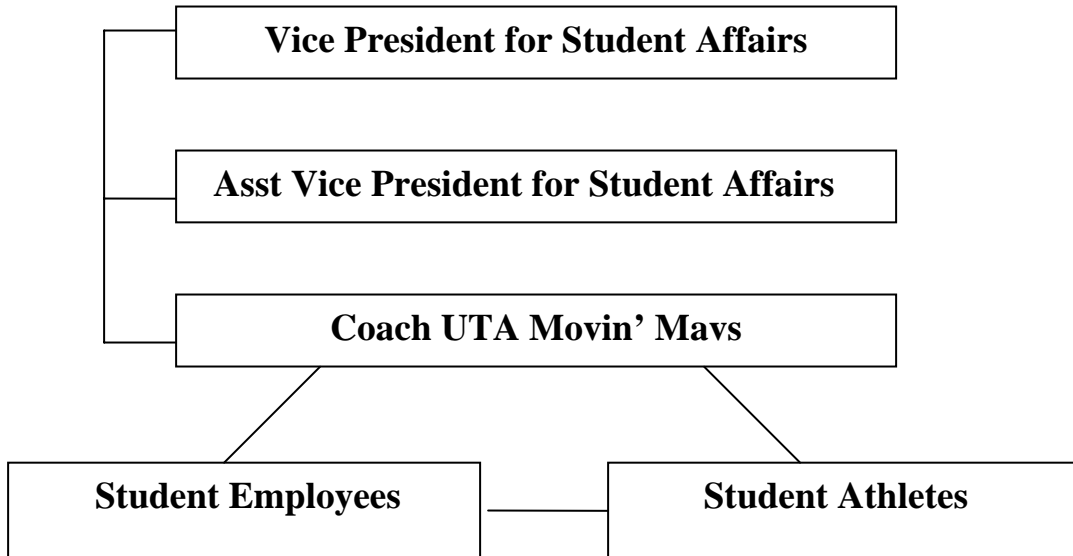 Vice President for Student Affairs
Asst Vice President for Student Affairs
Coach UTA Movin’ Mavs
Student Employees
Student Athletes